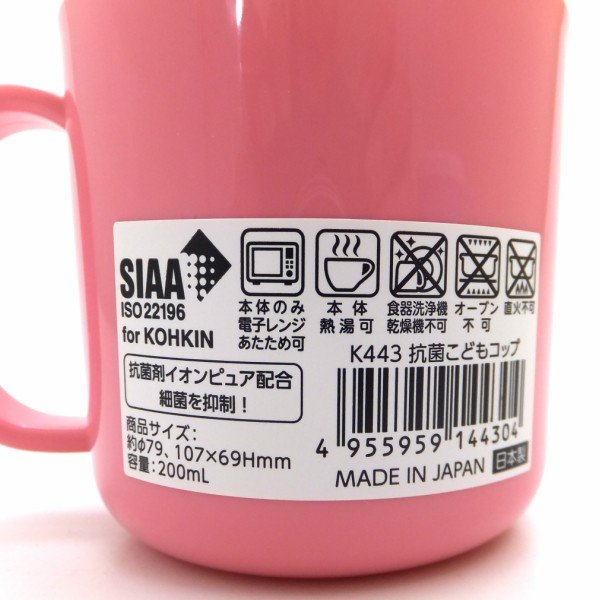 SIAA
ISO 22196
for KOHKIN
本体のみ
電子レンジ
あたため可
本体
熱湯可
食器洗浄機
乾燥機不可
オーブン
不可
直火不可
抗菌剤イオンピュア配合
細菌を抑制！
商品サイズ：
約φ79、107×69Hmm
容量：200mL
K443 抗菌こどもコップ
4 955959 144304
MADE IN JAPAN 日本製